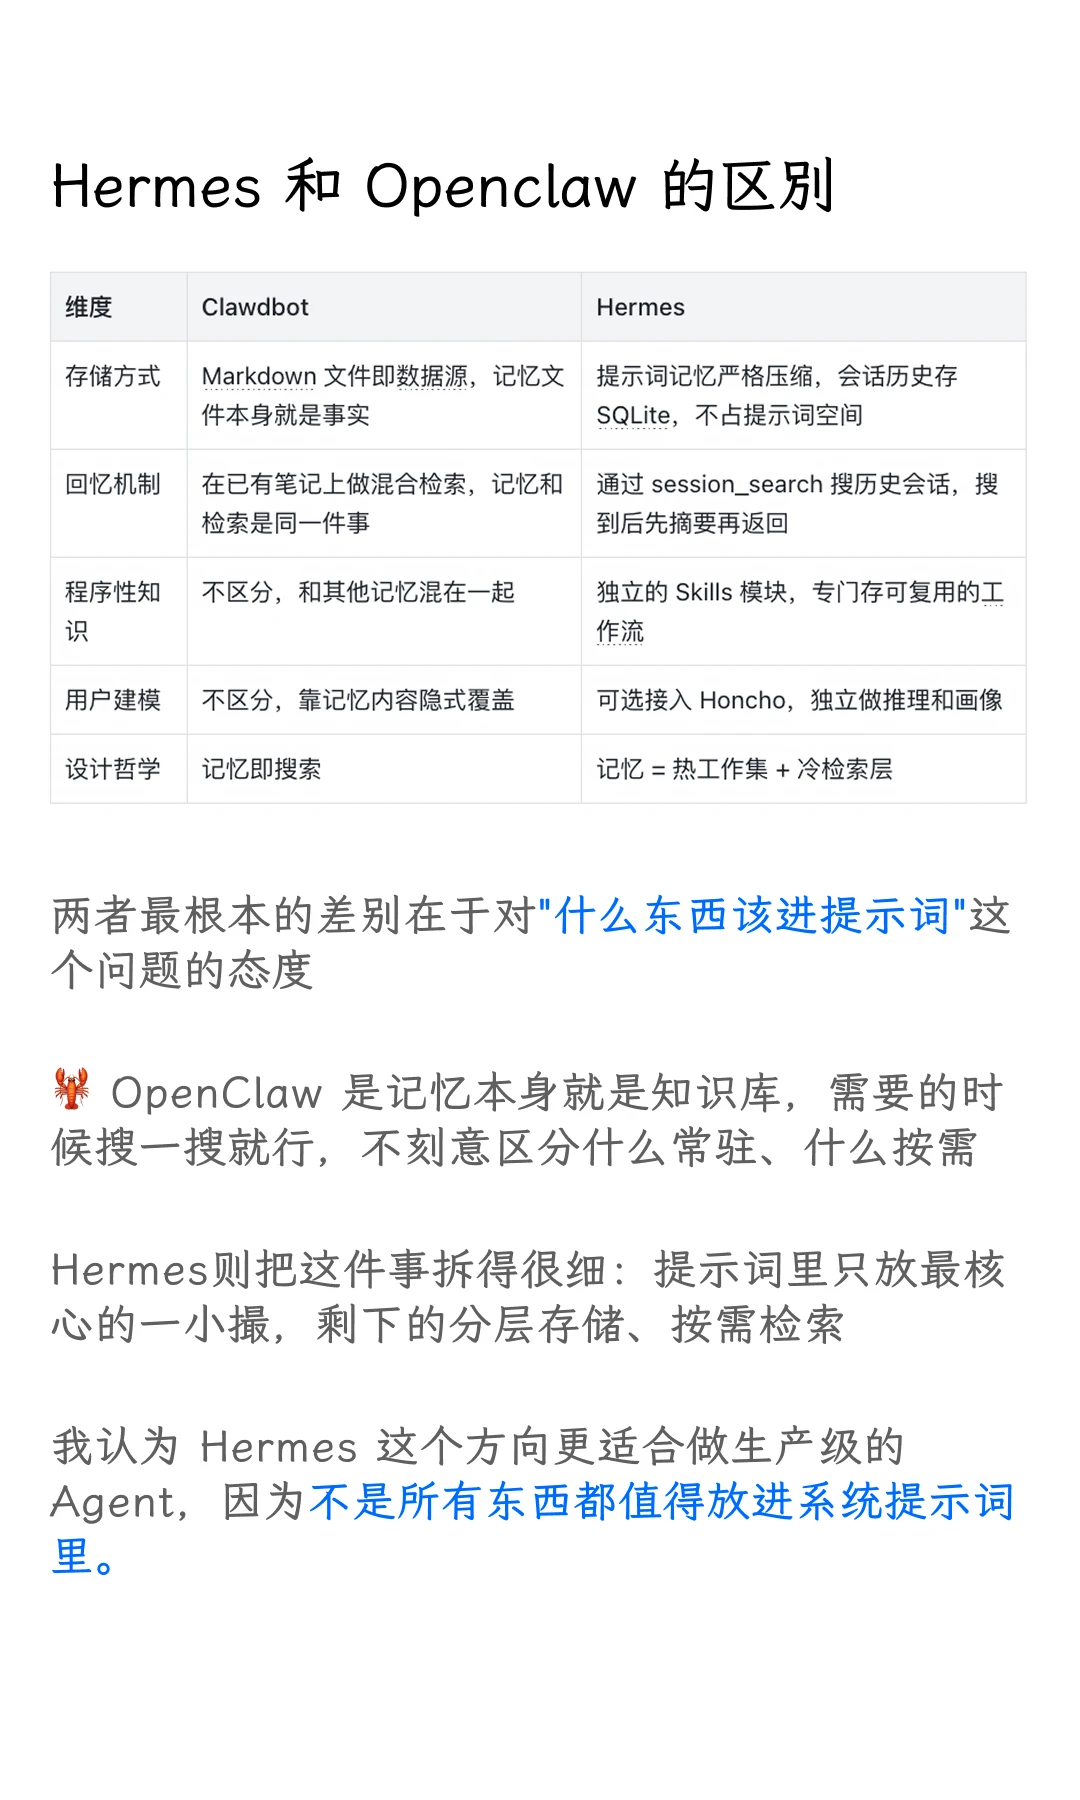 Hermes 和 Openclaw 的区别
维度 Clawdbot Hermes
存储方式 Markdown 文件即数据源，记忆文 提示词记忆严格压缩，会话历史存
件本身就是事实 SQLite，不占提示词空间
回忆机制 在已有笔记上做混合检索，记忆和 通过 session_search 搜历史会话，搜
检索是同一件事 到后先摘要再返回
程序性知 不区分，和其他记忆混在一起 独立的 Skills 模块，专门存可复用的工
识 作流
用户建模 不区分，靠记忆内容隐式覆盖 可选接入 Honcho，独立做推理和画像
设计哲学 记忆即搜索 记忆 = 热工作集 + 冷检索层
两者最根本的差别在于对"什么东西该进提示词"这
个问题的态度
🦞 OpenClaw 是记忆本身就是知识库，需要的时
候搜一搜就行，不刻意区分什么常驻、什么按需
Hermes则把这件事拆得很细：提示词里只放最核
心的一小撮，剩下的分层存储、按需检索
我认为 Hermes 这个方向更适合做生产级的
Agent，因为不是所有东西都值得放进系统提示词
里。